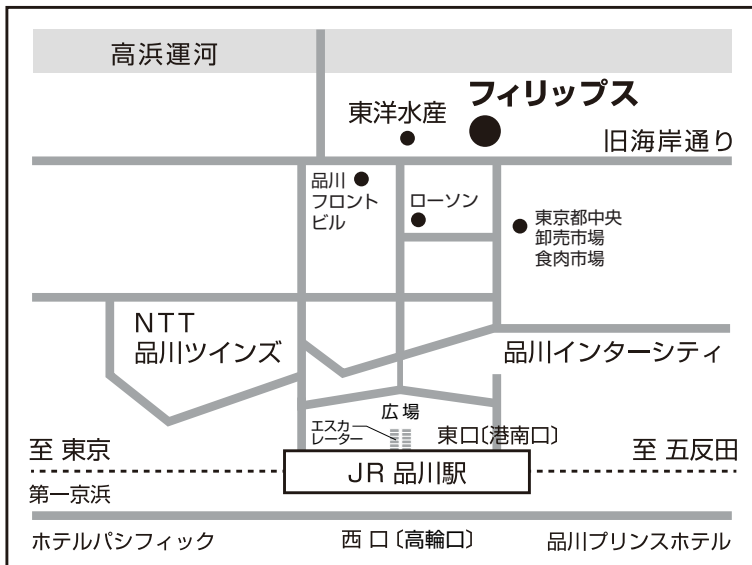 高浜運河
フィリップス
東洋水産
旧海岸通り
品川
フロント
ビル
ローソン
東京都中央
卸売市場
食肉市場
NTT
品川ツインズ
品川インターシティ
広場
エスカ
レーター
東口〔港南口〕
至 東京
至 五反田
JR 品川駅
第一京浜
ホテルパシフィック
西口〔高輪口〕
品川プリンスホテル